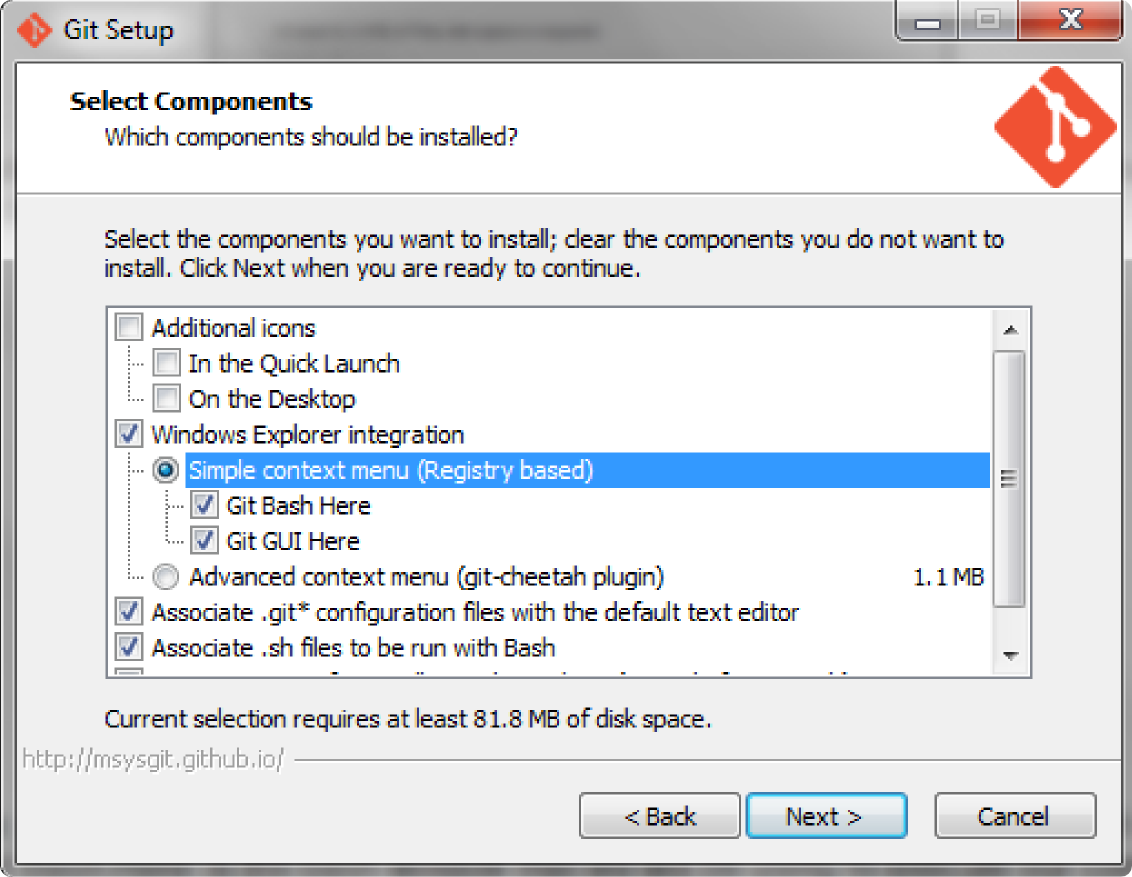 Git Setup
Select Components
Which components should be installed?
Select the components you want to install; clear the components you do not want to
install. Click Next when you are ready to continue.
Additional icons
In the Quick Launch
On the Desktop
Windows Explorer integration
Simple context menu (Registry based)
Git Bash Here
Git GUI Here
Advanced context menu (git-cheetah plugin) 1.1 MB
Associate .git* configuration files with the default text editor
Associate .sh files to be run with Bash
Current selection requires at least 81.8 MB of disk space.
http://msysgit.github.io/
< Back Next > Cancel